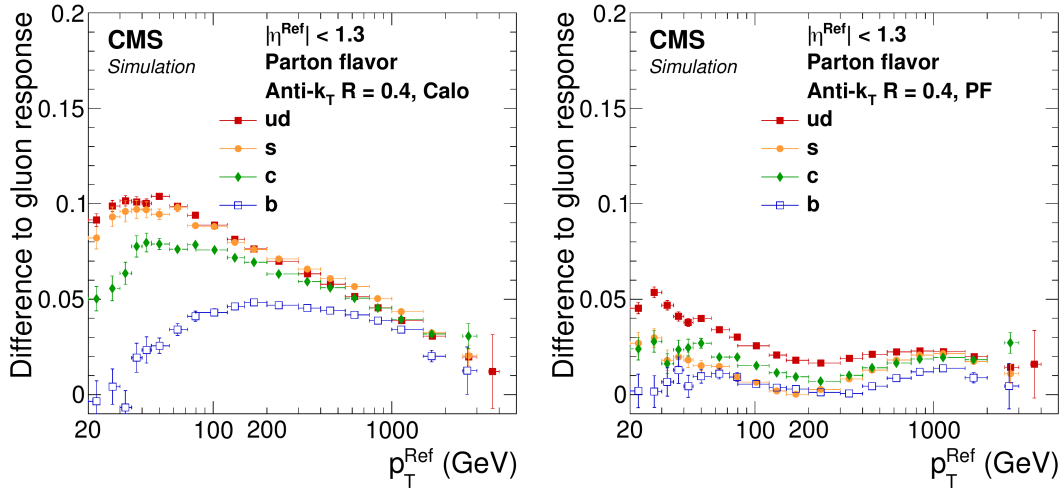 Difference to gluon response
0.2
0.15
0.1
0.05
0
CMS
Simulation
|η^Ref| < 1.3
Parton flavor
Anti-k_T R = 0.4, Calo
ud
s
c
b
20
100
200
1000
p_T^Ref (GeV)
Difference to gluon response
0.2
0.15
0.1
0.05
0
CMS
Simulation
|η^Ref| < 1.3
Parton flavor
Anti-k_T R = 0.4, PF
ud
s
c
b
20
100
200
1000
p_T^Ref (GeV)